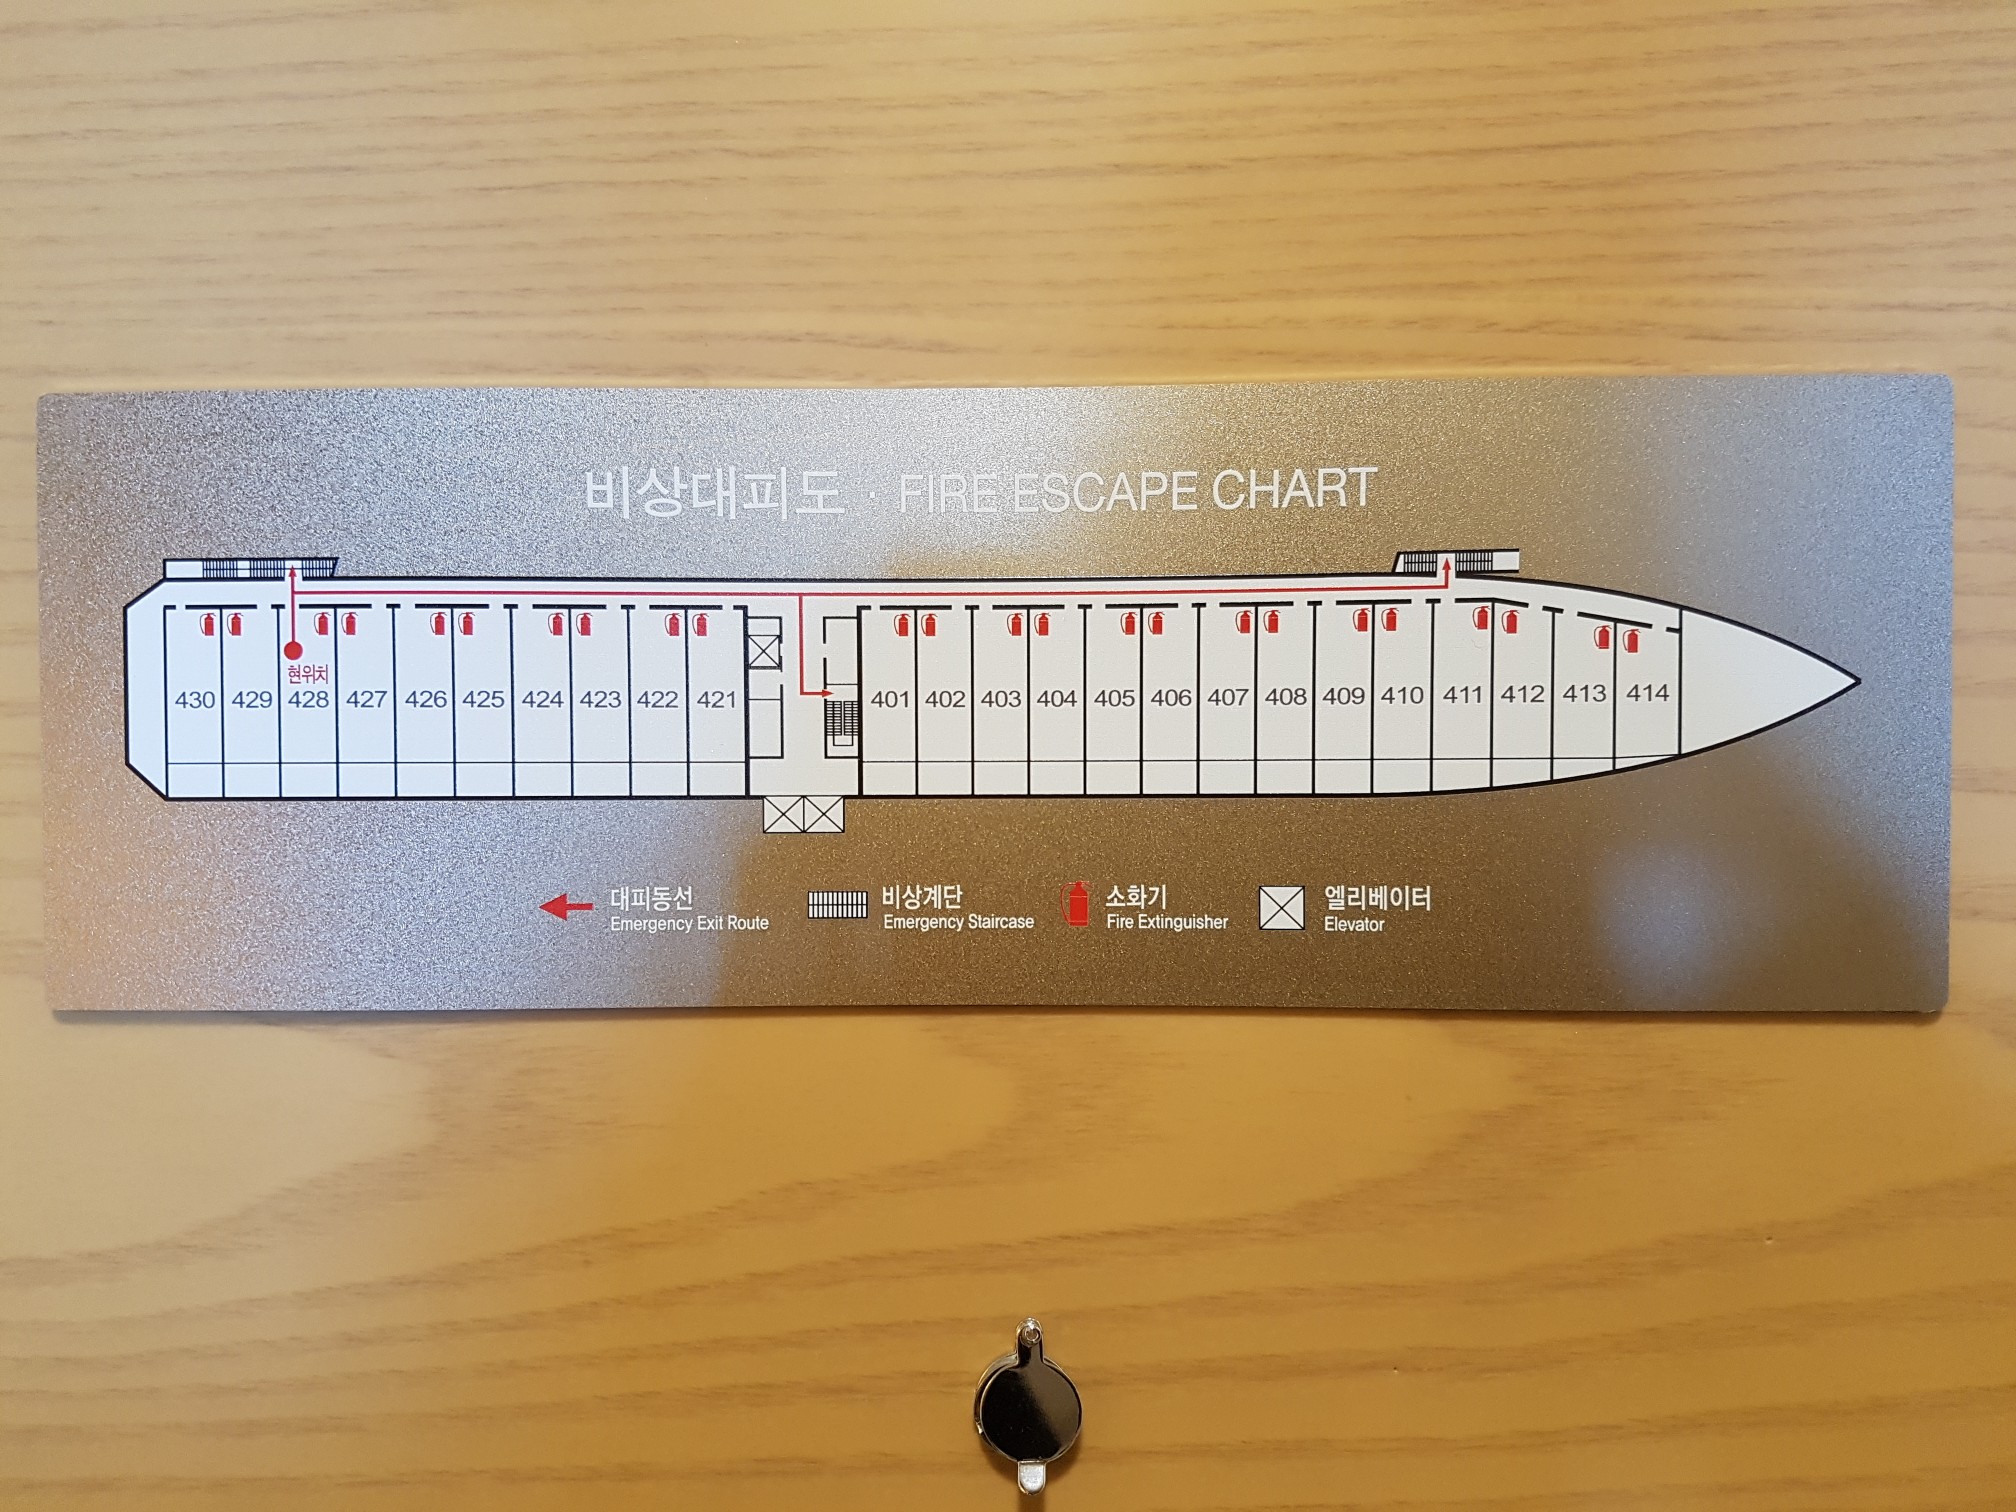 비상대피도 · FIRE ESCAPE CHART
현위치
430 429 428 427 426 425 424 423 422 421 401 402 403 404 405 406 407 408 409 410 411 412 413 414
대피동선
Emergency Exit Route
비상계단
Emergency Staircase
소화기
Fire Extinguisher
엘리베이터
Elevator